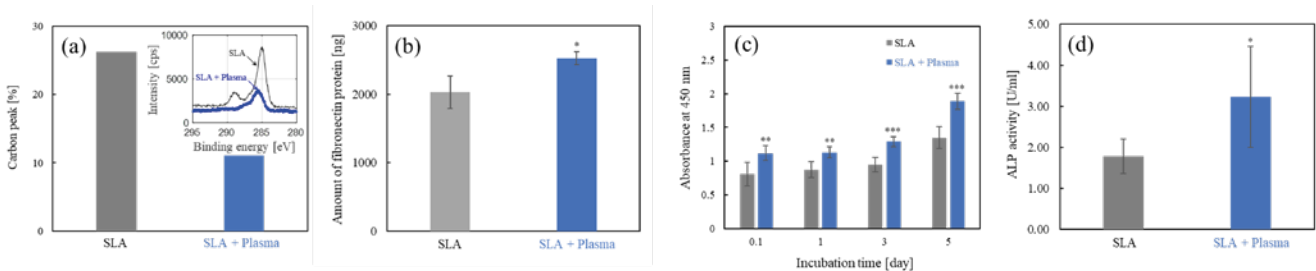 (a)
Carbon peak [%]
30
20
10
0
SLA
SLA + Plasma
Intensity [cps]
10000
5000
0
SLA
SLA + Plasma
295
290
285
280
Binding energy [eV]
(b)
Amount of fibronectin protein [ng]
3000
2000
1000
0
*
SLA
SLA + Plasma
(c)
Absorbance at 450 nm
3
2.5
2
1.5
1
0.5
0
SLA
SLA + Plasma
**
**
***
***
0.1
1
3
5
Incubation time [day]
(d)
ALP activity [U/ml]
5.00
4.00
3.00
2.00
1.00
0.00
*
SLA
SLA + Plasma